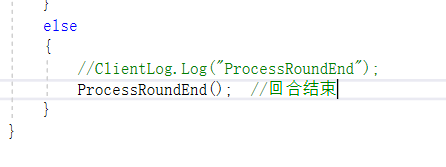 }
else
{
//ClientLog.Log("ProcessRoundEnd");
ProcessRoundEnd();  //回合结束
}
}